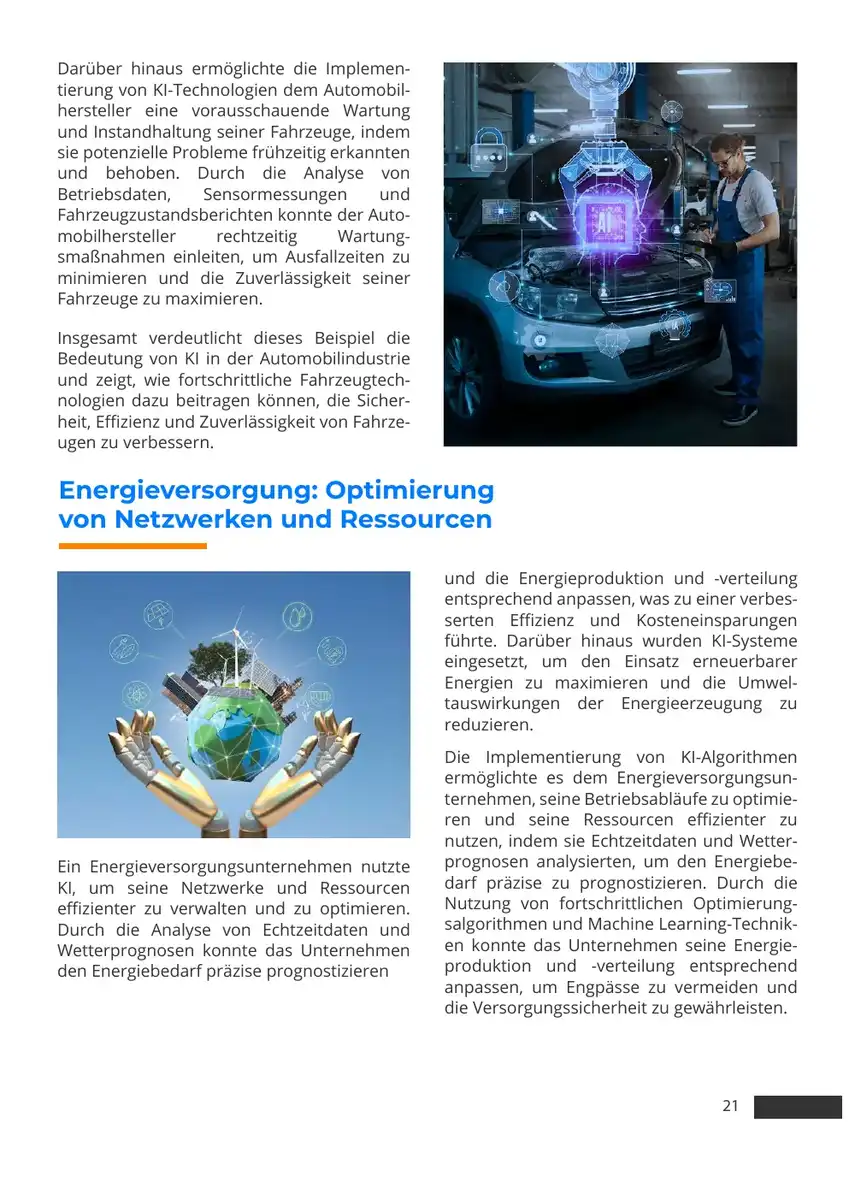 Darüber hinaus ermöglichte die Implemen-
tierung von KI-Technologien dem Automobil-
hersteller eine vorausschauende Wartung
und Instandhaltung seiner Fahrzeuge, indem
sie potenzielle Probleme frühzeitig erkannten
und behoben. Durch die Analyse von
Betriebsdaten, Sensormessungen und
Fahrzeugzustandsberichten konnte der Auto-
mobilhersteller rechtzeitig Wartung-
smaßnahmen einleiten, um Ausfallzeiten zu
minimieren und die Zuverlässigkeit seiner
Fahrzeuge zu maximieren.
Insgesamt verdeutlicht dieses Beispiel die
Bedeutung von KI in der Automobilindustrie
und zeigt, wie fortschrittliche Fahrzeugtech-
nologien dazu beitragen können, die Sicher-
heit, Effizienz und Zuverlässigkeit von Fahrze-
ugen zu verbessern.
AI
Energieversorgung: Optimierung
von Netzwerken und Ressourcen
Ein Energieversorgungsunternehmen nutzte
KI, um seine Netzwerke und Ressourcen
effizienter zu verwalten und zu optimieren.
Durch die Analyse von Echtzeitdaten und
Wetterprognosen konnte das Unternehmen
den Energiebedarf präzise prognostizieren
und die Energieproduktion und -verteilung
entsprechend anpassen, was zu einer verbes-
serten Effizienz und Kosteneinsparungen
führte. Darüber hinaus wurden KI-Systeme
eingesetzt, um den Einsatz erneuerbarer
Energien zu maximieren und die Umwel-
tauswirkungen der Energieerzeugung zu
reduzieren.
Die Implementierung von KI-Algorithmen
ermöglichte es dem Energieversorgungsun-
ternehmen, seine Betriebsabläufe zu optimie-
ren und seine Ressourcen effizienter zu
nutzen, indem sie Echtzeitdaten und Wetter-
prognosen analysierten, um den Energiebe-
darf präzise zu prognostizieren. Durch die
Nutzung von fortschrittlichen Optimierung-
salgorithmen und Machine Learning-Technik-
en konnte das Unternehmen seine Energie-
produktion und -verteilung entsprechend
anpassen, um Engpässe zu vermeiden und
die Versorgungssicherheit zu gewährleisten.
21